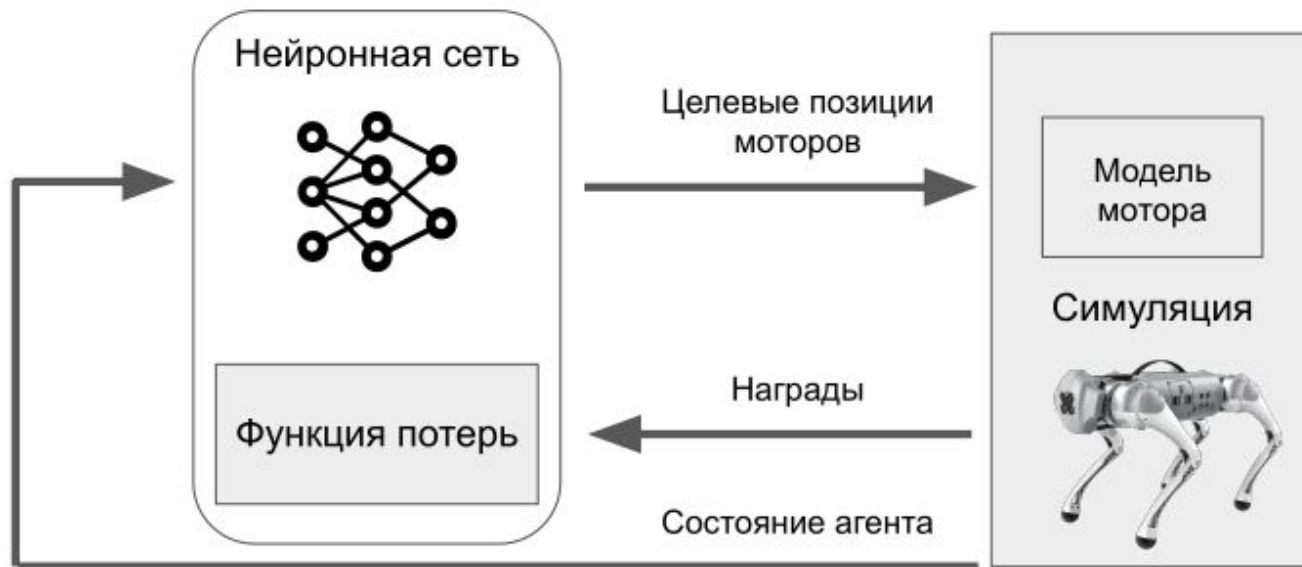 Нейронная сеть
Целевые позиции
моторов
Модель
мотора
Симуляция
Награды
Функция потерь
Состояние агента